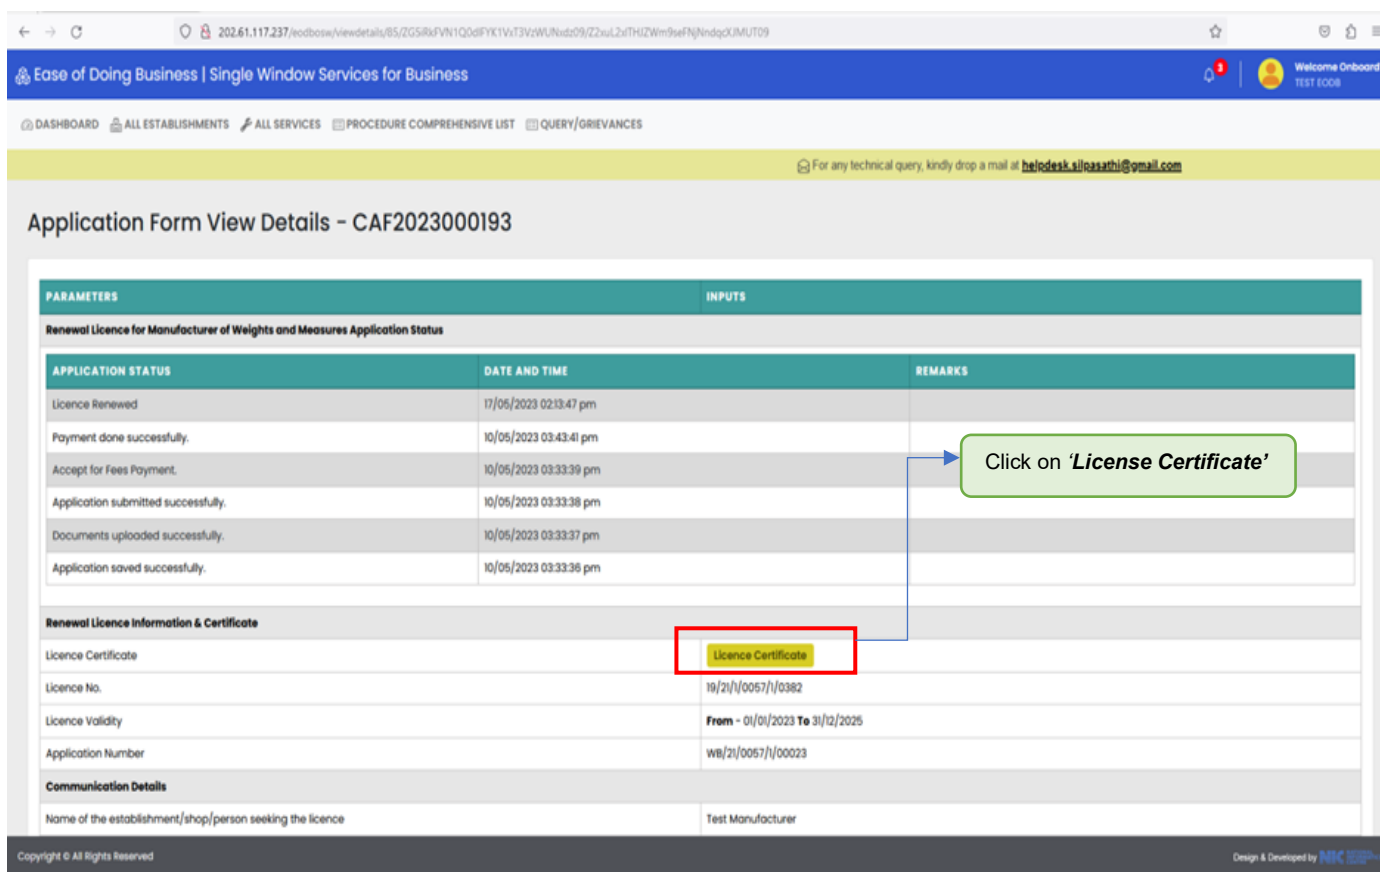 202.61.117.237/eodbosw/viewdetails/85/
Ease of Doing Business | Single Window Services for Business
3
Welcome Onboard
TEST EODB
DASHBOARD ALL ESTABLISHMENTS ALL SERVICES PROCEDURE COMPREHENSIVE LIST QUERY/GRIEVANCES
For any technical query, kindly drop a mail at helpdesk.silpasathi@gmail.com
Application Form View Details - CAF2023000193
PARAMETERS INPUTS
Renewal Licence for Manufacturer of Weights and Measures Application Status
APPLICATION STATUS DATE AND TIME REMARKS
Licence Renewed 17/05/2023 02:13:47 pm
Payment done successfully. 10/05/2023 03:43:41 pm
Accept for Fees Payment. 10/05/2023 03:33:39 pm
Click on ‘License Certificate’
Application submitted successfully. 10/05/2023 03:33:38 pm
Documents uploaded successfully. 10/05/2023 03:33:37 pm
Application saved successfully. 10/05/2023 03:33:36 pm
Renewal Licence Information & Certificate
Licence Certificate Licence Certificate
Licence No. 19/21/1/0057/1/0382
Licence Validity From - 01/01/2023 To 31/12/2025
Application Number WB/21/0057/1/00023
Communication Details
Name of the establishment/shop/person seeking the licence Test Manufacturer
Copyright © All Rights Reserved
Design & Developed by NIC